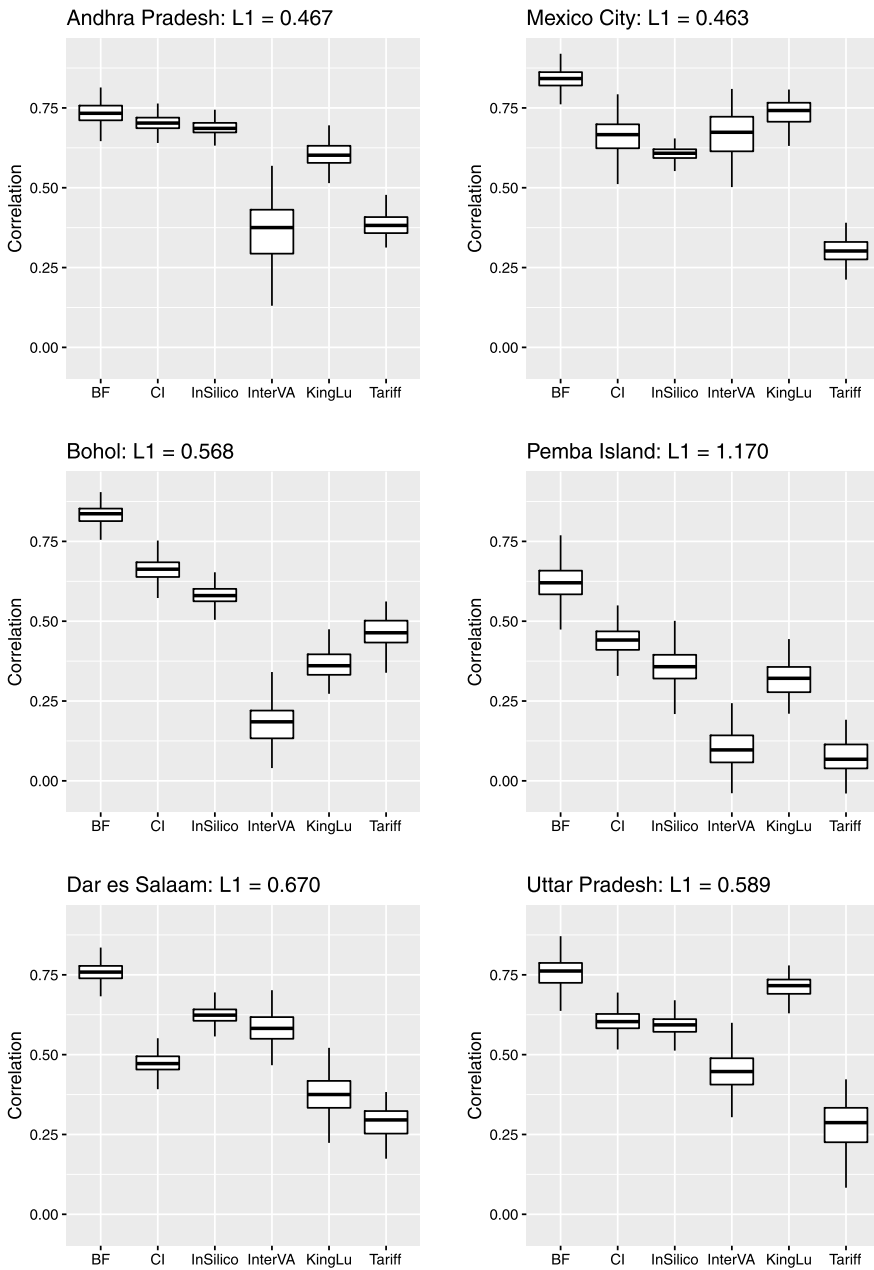 Andhra Pradesh: L1 = 0.467
Correlation
0.75
0.50
0.25
0.00
BF CI InSilico InterVA KingLu Tariff
Mexico City: L1 = 0.463
Correlation
0.75
0.50
0.25
0.00
BF CI InSilico InterVA KingLu Tariff
Bohol: L1 = 0.568
Correlation
0.75
0.50
0.25
0.00
BF CI InSilico InterVA KingLu Tariff
Pemba Island: L1 = 1.170
Correlation
0.75
0.50
0.25
0.00
BF CI InSilico InterVA KingLu Tariff
Dar es Salaam: L1 = 0.670
Correlation
0.75
0.50
0.25
0.00
BF CI InSilico InterVA KingLu Tariff
Uttar Pradesh: L1 = 0.589
Correlation
0.75
0.50
0.25
0.00
BF CI InSilico InterVA KingLu Tariff